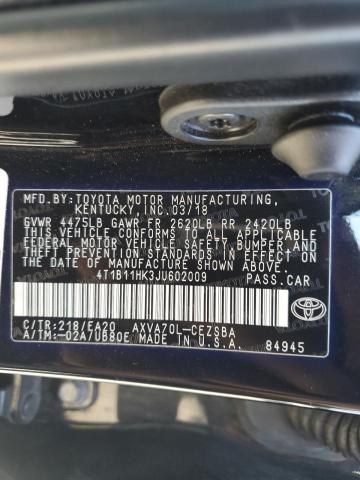 MFD.BY:TOYOTA MOTOR MANUFACTURING,
KENTUCKY,INC.03/18
GVWR 4475LB GAWR FR 2620LB RR 2420LB
THIS VEHICLE CONFORMS TO ALL APPLICABLE
FEDERAL MOTOR VEHICLE SAFETY, BUMPER, AND
THEFT PREVENTION STANDARDS IN EFFECT ON
THE DATE OF MANUFACTURE SHOWN ABOVE.
4T1B11HK3JU602009 PASS.CAR
C/TR:218/EA20 AXVA70L-CEZSBA
A/TM:-02A/UB80E MADE IN U.S.A.
84945